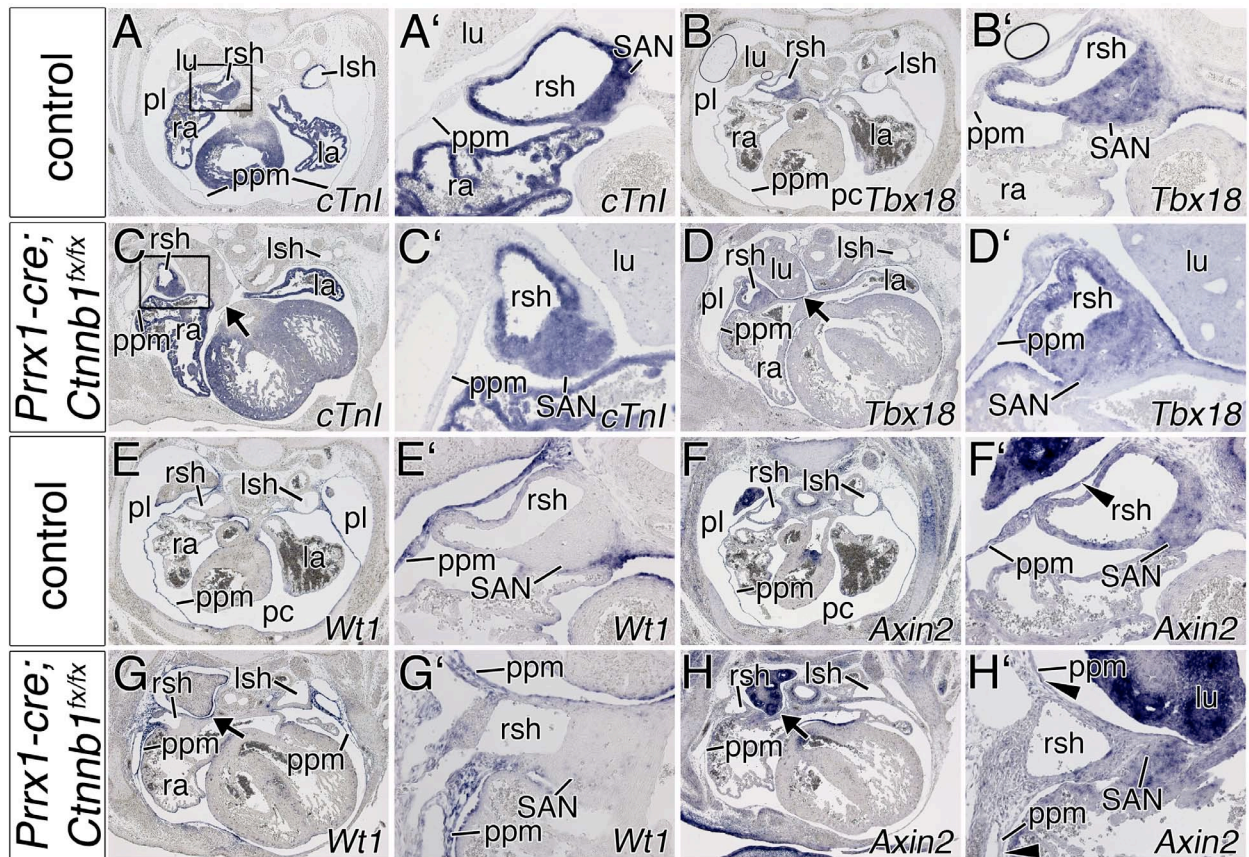 control
A
lu
rsh
lsh
pl
ra
la
ppm
cTnI
A'
lu
SAN
rsh
ppm
ra
cTnI
B
lu
rsh
lsh
pl
ra
la
ppm
pc
Tbx18
B'
ppm
SAN
ra
Tbx18
Prrx1-cre;
Ctnnb1fx/fx
C
rsh
lsh
la
ppm
ra
cTnI
C'
lu
rsh
ppm
SAN
cTnI
D
lsh
rsh
lu
la
pl
ppm
ra
Tbx18
D'
lu
rsh
ppm
SAN
Tbx18
control
E
rsh
lsh
pl
pl
ra
la
ppm
pc
Wt1
E'
rsh
ppm
SAN
Wt1
F
rsh
lsh
pl
ppm
pc
Axin2
F'
rsh
ppm
SAN
Axin2
Prrx1-cre;
Ctnnb1fx/fx
G
rsh
lsh
ppm
ppm
ra
Wt1
G'
ppm
rsh
SAN
ppm
Wt1
H
lsh
rsh
ppm
Axin2
H'
ppm
lu
rsh
SAN
ppm
Axin2